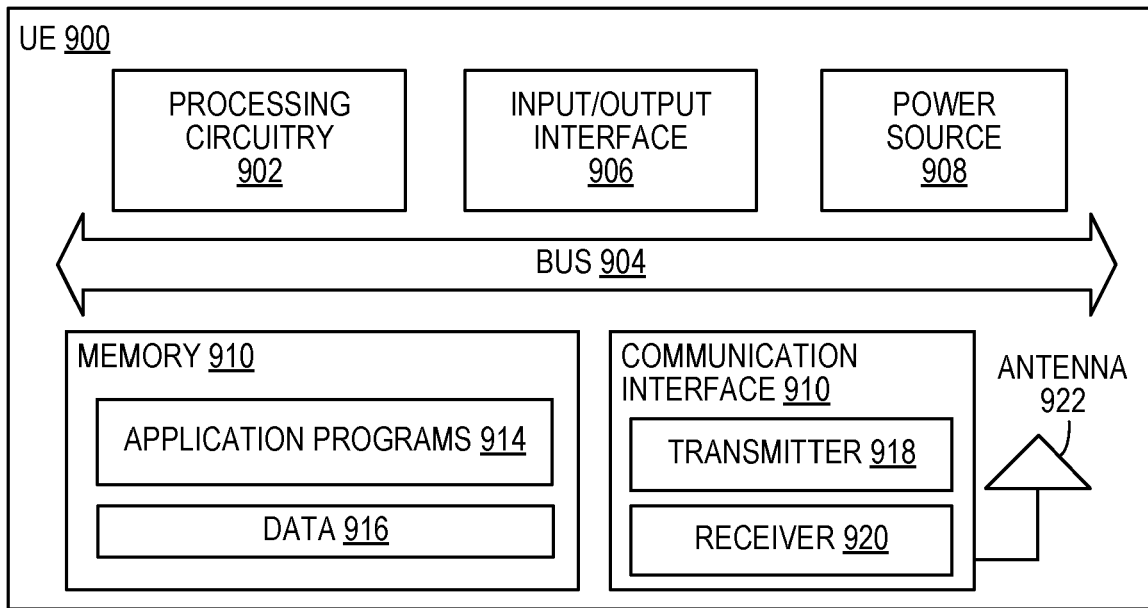 UE 900
PROCESSING
CIRCUITRY
902
INPUT/OUTPUT
INTERFACE
906
POWER
SOURCE
908
BUS 904
MEMORY 910
APPLICATION PROGRAMS 914
DATA 916
COMMUNICATION
INTERFACE 910
TRANSMITTER 918
RECEIVER 920
ANTENNA
922